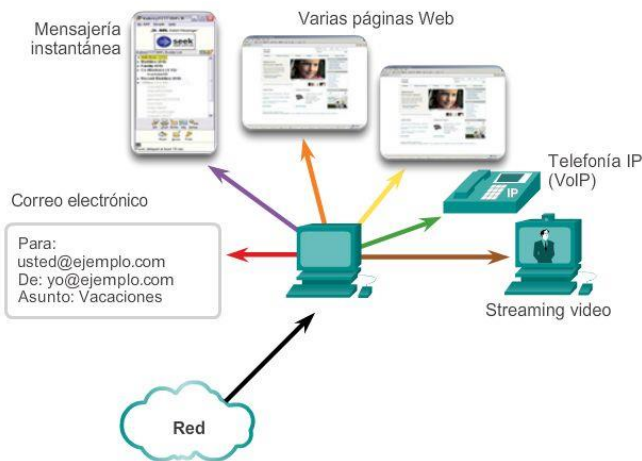 Mensajería
instantánea
Varias páginas Web
seek
Telefonía IP
(VoIP)
IP
Correo electrónico
Para:
usted@ejemplo.com
De: yo@ejemplo.com
Asunto: Vacaciones
Streaming video
Red